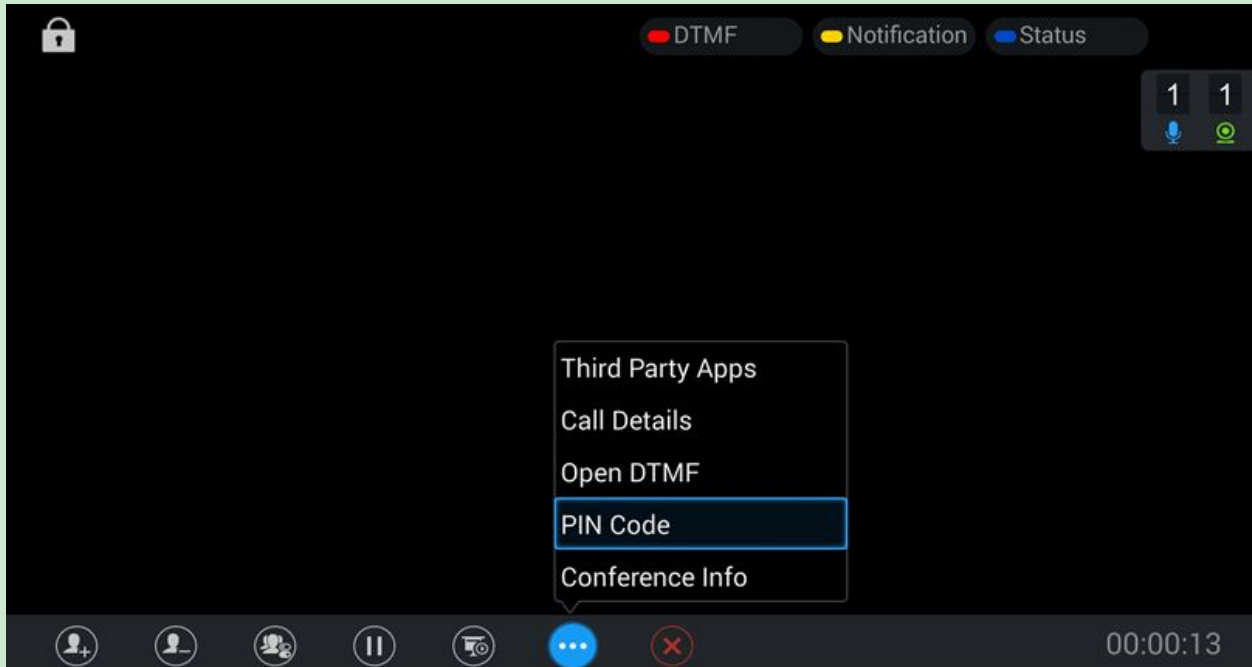 DTMF
Notification
Status
1 1
Third Party Apps
Call Details
Open DTMF
PIN Code
Conference Info
00:00:13